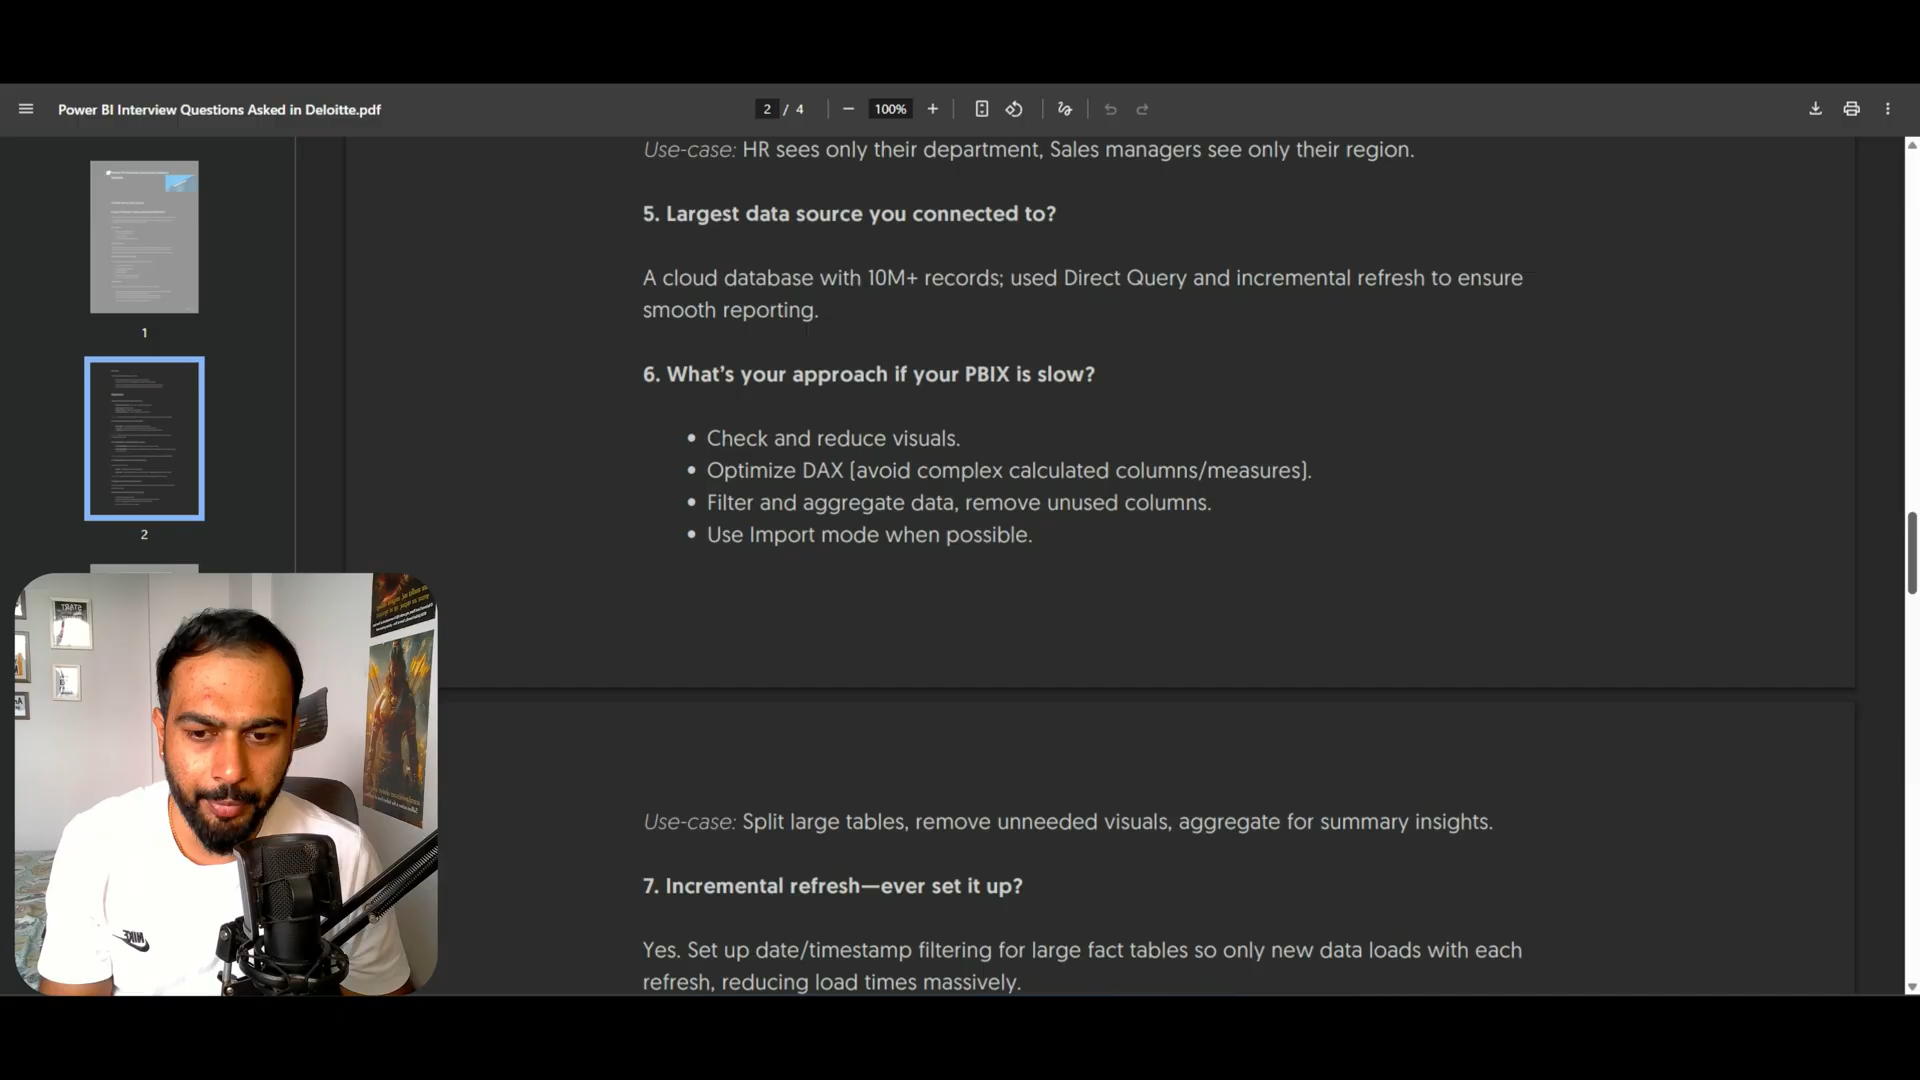 Power BI Interview Questions Asked in Deloitte.pdf
2 / 4
100%
Use-case: HR sees only their department, Sales managers see only their region.
5. Largest data source you connected to?
A cloud database with 10M+ records; used Direct Query and incremental refresh to ensure
smooth reporting.
6. What's your approach if your PBIX is slow?
• Check and reduce visuals.
• Optimize DAX (avoid complex calculated columns/measures).
• Filter and aggregate data, remove unused columns.
• Use Import mode when possible.
Use-case: Split large tables, remove unneeded visuals, aggregate for summary insights.
7. Incremental refresh—ever set it up?
Yes. Set up date/timestamp filtering for large fact tables so only new data loads with each
refresh, reducing load times massively.
1
2
START
NIKE